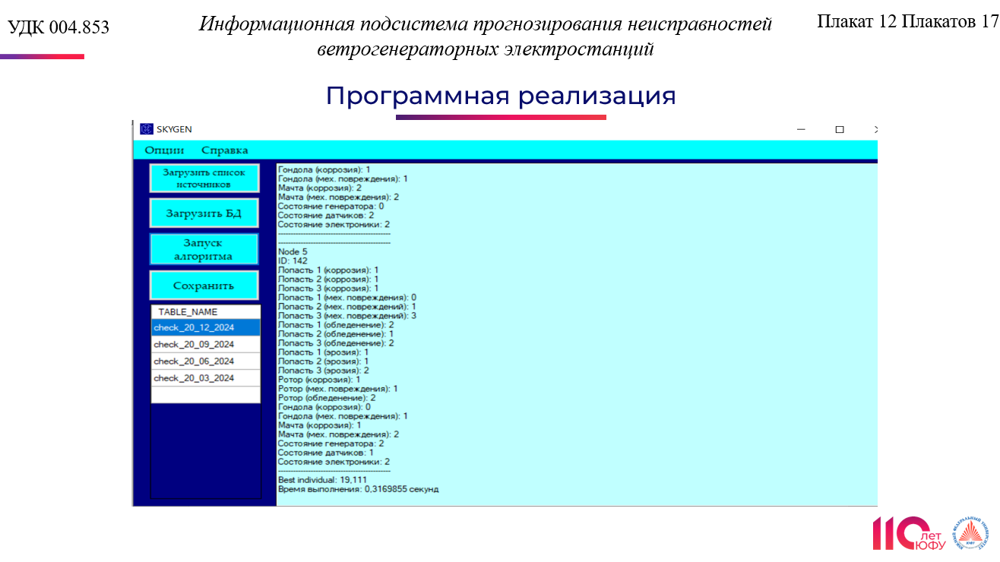 УДК 004.853
Информационная подсистема прогнозирования неисправностей
ветрогенераторных электростанций
Плакат 12 Плакатов 17
Программная реализация
SKYGEN
Опции Справка
Загрузить список
источников
Загрузить БД
Запуск
алгоритма
Сохранить
TABLE_NAME
check_20_12_2024
check_20_09_2024
check_20_06_2024
check_20_03_2024
Гондола (коррозия): 1
Гондола (мех. повреждения): 1
Мачта (коррозия): 2
Мачта (мех. повреждения): 2
Состояние генератора: 0
Состояние датчиков: 2
Состояние электроники: 2
---------------------------------------------
---------------------------------------------
Node 5
ID: 142
Лопасть 1 (коррозия): 1
Лопасть 2 (коррозия): 1
Лопасть 3 (коррозия): 1
Лопасть 1 (мех. повреждения): 0
Лопасть 2 (мех. повреждений): 1
Лопасть 3 (мех. повреждений): 3
Лопасть 1 (обледенение): 2
Лопасть 2 (обледенение): 1
Лопасть 3 (обледенение): 2
Лопасть 1 (эрозия): 1
Лопасть 2 (эрозия): 1
Лопасть 3 (эрозия): 2
Ротор (коррозия): 1
Ротор (мех. повреждения): 1
Ротор (обледенение): 2
Гондола (коррозия): 0
Гондола (мех. повреждения): 1
Мачта (коррозия): 1
Мачта (мех. повреждения): 2
Состояние генератора: 2
Состояние датчиков: 1
Состояние электроники: 2
---------------------------------------------
Best individual: 19,111
Время выполнения: 0,3169855 секунд
110 лет
ЮФУ
ЮЖНЫЙ ФЕДЕРАЛЬНЫЙ УНИВЕРСИТЕТ
ЮФУ